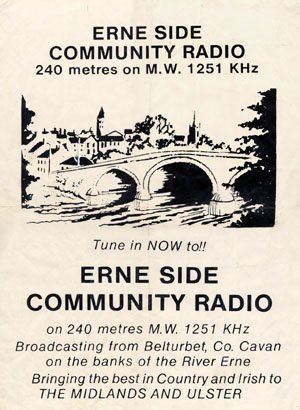 ERNE SIDE
COMMUNITY RADIO
240 metres on M.W. 1251 KHz
Tune in NOW to!!
ERNE SIDE
COMMUNITY RADIO
on 240 metres M.W. 1251 KHz
Broadcasting from Belturbet, Co. Cavan
on the banks of the River Erne
Bringing the best in Country and Irish to
THE MIDLANDS AND ULSTER